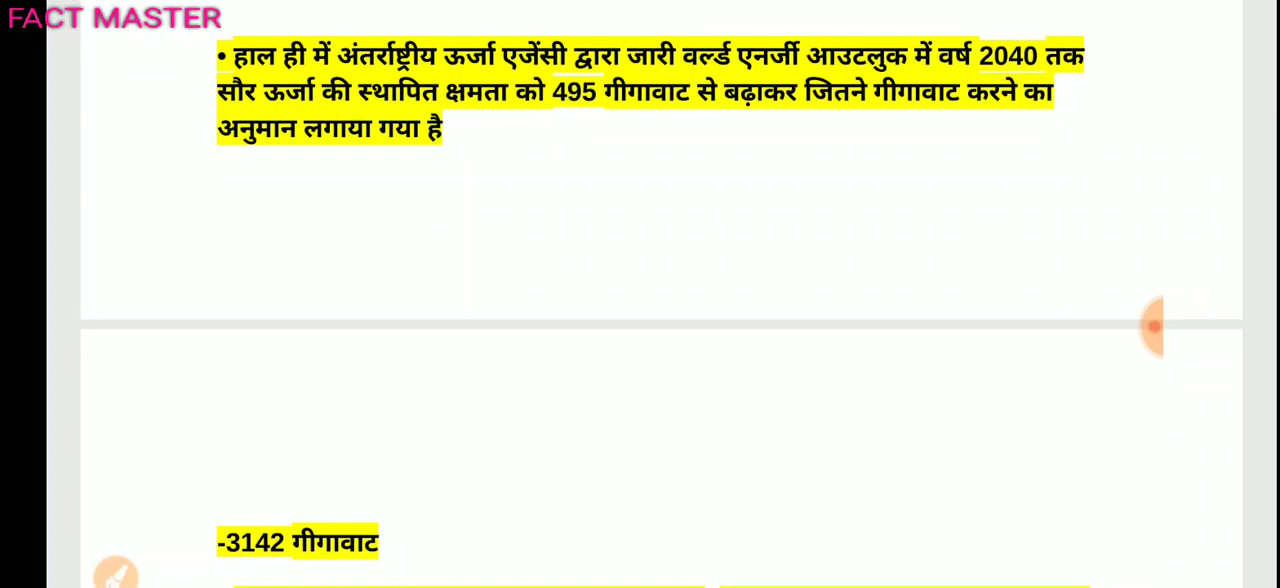 FACT MASTER
• हाल ही में अंतर्राष्ट्रीय ऊर्जा एजेंसी द्वारा जारी वर्ल्ड एनर्जी आउटलुक में वर्ष 2040 तक
सौर ऊर्जा की स्थापित क्षमता को 495 गीगावाट से बढ़ाकर जितने गीगावाट करने का
अनुमान लगाया गया है
-3142 गीगावाट